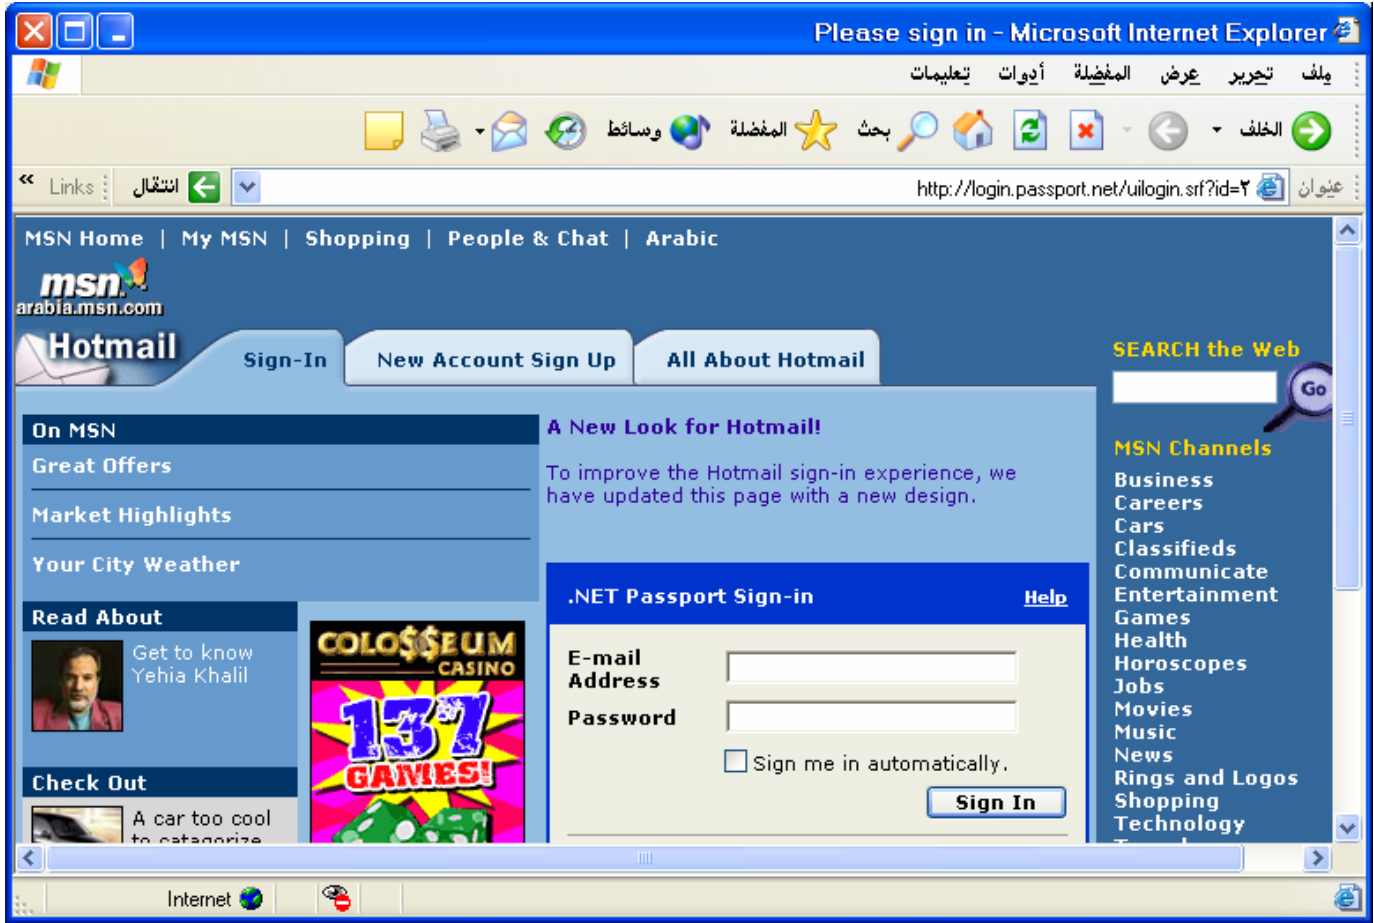 Please sign in - Microsoft Internet Explorer
ملف تحرير عرض المفضلة أدوات تعليمات
الخلف بحث المفضلة وسائط
عنوان http://login.passport.net/uilogin.srf?id=٢ انتقال Links »
MSN Home | My MSN | Shopping | People & Chat | Arabic
msn.
arabia.msn.com
Hotmail Sign-In New Account Sign Up All About Hotmail
On MSN
Great Offers
Market Highlights
Your City Weather
Read About
Get to know
Yehia Khalil
Check Out
A car too cool
to catagorize
COLO$$EUM
CASINO
137
GAMES!
A New Look for Hotmail!
To improve the Hotmail sign-in experience, we
have updated this page with a new design.
.NET Passport Sign-in Help
E-mail
Address
Password
Sign me in automatically.
Sign In
SEARCH the Web
Go
MSN Channels
Business
Careers
Cars
Classifieds
Communicate
Entertainment
Games
Health
Horoscopes
Jobs
Movies
Music
News
Rings and Logos
Shopping
Technology
Internet